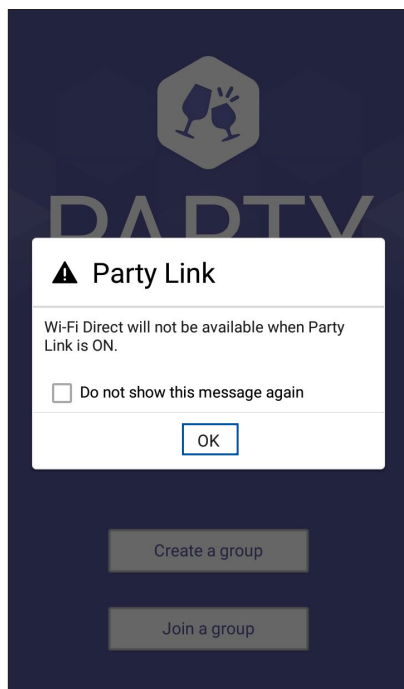 PARTY
Party Link
Wi-Fi Direct will not be available when Party
Link is ON.
Do not show this message again
OK
Create a group
Join a group